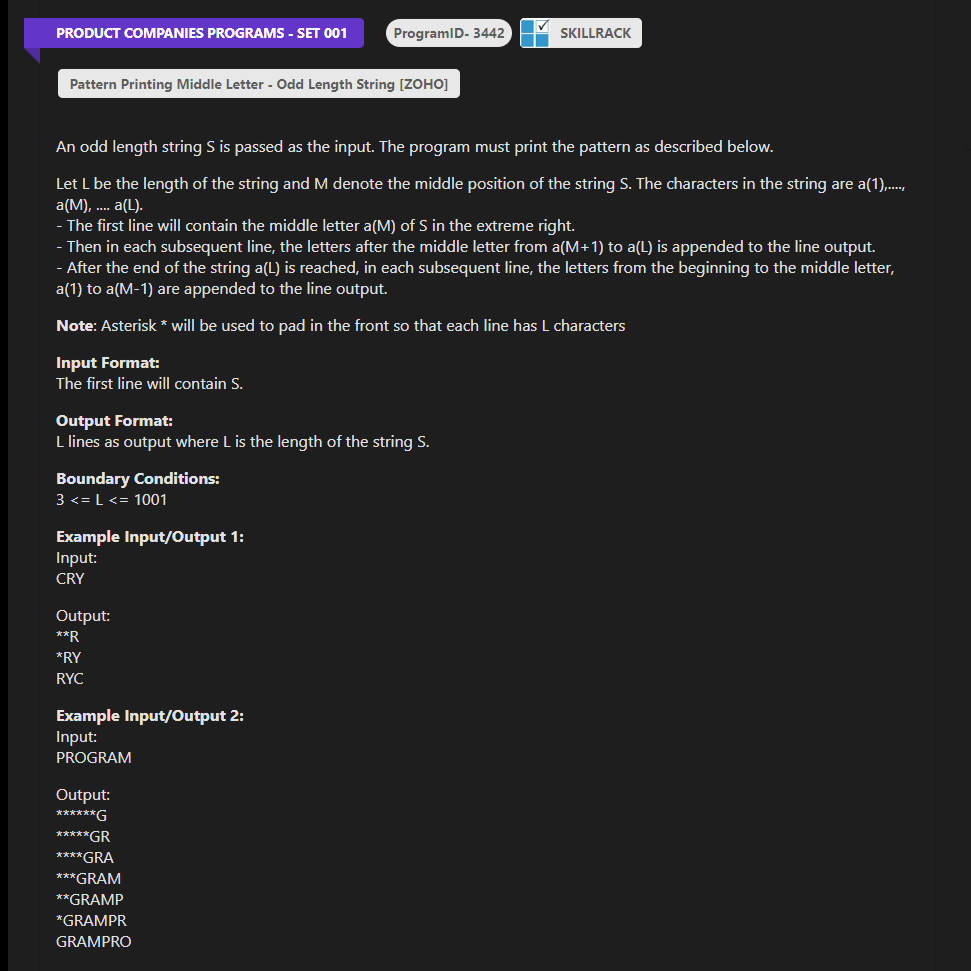 PRODUCT COMPANIES PROGRAMS - SET 001
ProgramID- 3442
SKILLRACK
Pattern Printing Middle Letter - Odd Length String [ZOHO]
An odd length string S is passed as the input. The program must print the pattern as described below.
Let L be the length of the string and M denote the middle position of the string S. The characters in the string are a(1),....,
a(M), .... a(L).
- The first line will contain the middle letter a(M) of S in the extreme right.
- Then in each subsequent line, the letters after the middle letter from a(M+1) to a(L) is appended to the line output.
- After the end of the string a(L) is reached, in each subsequent line, the letters from the beginning to the middle letter,
a(1) to a(M-1) are appended to the line output.
Note: Asterisk * will be used to pad in the front so that each line has L characters
Input Format:
The first line will contain S.
Output Format:
L lines as output where L is the length of the string S.
Boundary Conditions:
3 <= L <= 1001
Example Input/Output 1:
Input:
CRY
Output:
**R
*RY
RYC
Example Input/Output 2:
Input:
PROGRAM
Output:
******G
*****GR
****GRA
***GRAM
**GRAMP
*GRAMPR
GRAMPRO